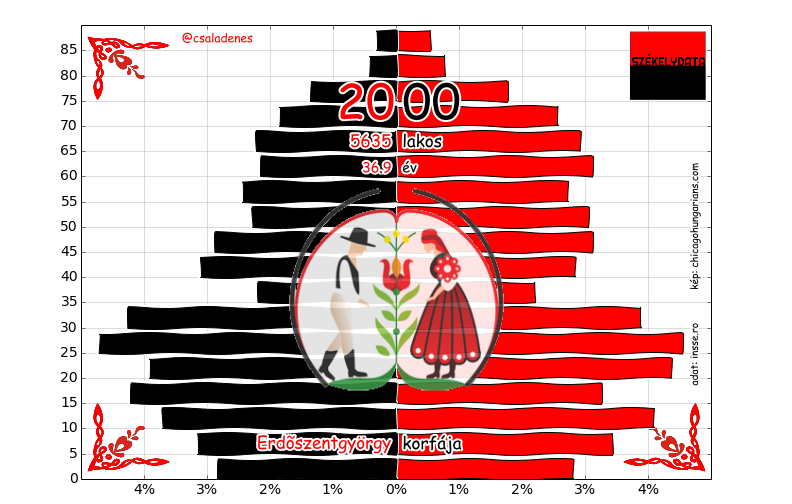 @csaladenes
SZÉKELYDATA
2000
5635 lakos
36.9 év
kép: chicagohungarians.com
adat: insse.ro
Erdőszentgyörgy korfája
85
80
75
70
65
60
55
50
45
40
35
30
25
20
15
10
5
0
4% 3% 2% 1% 0% 1% 2% 3% 4%